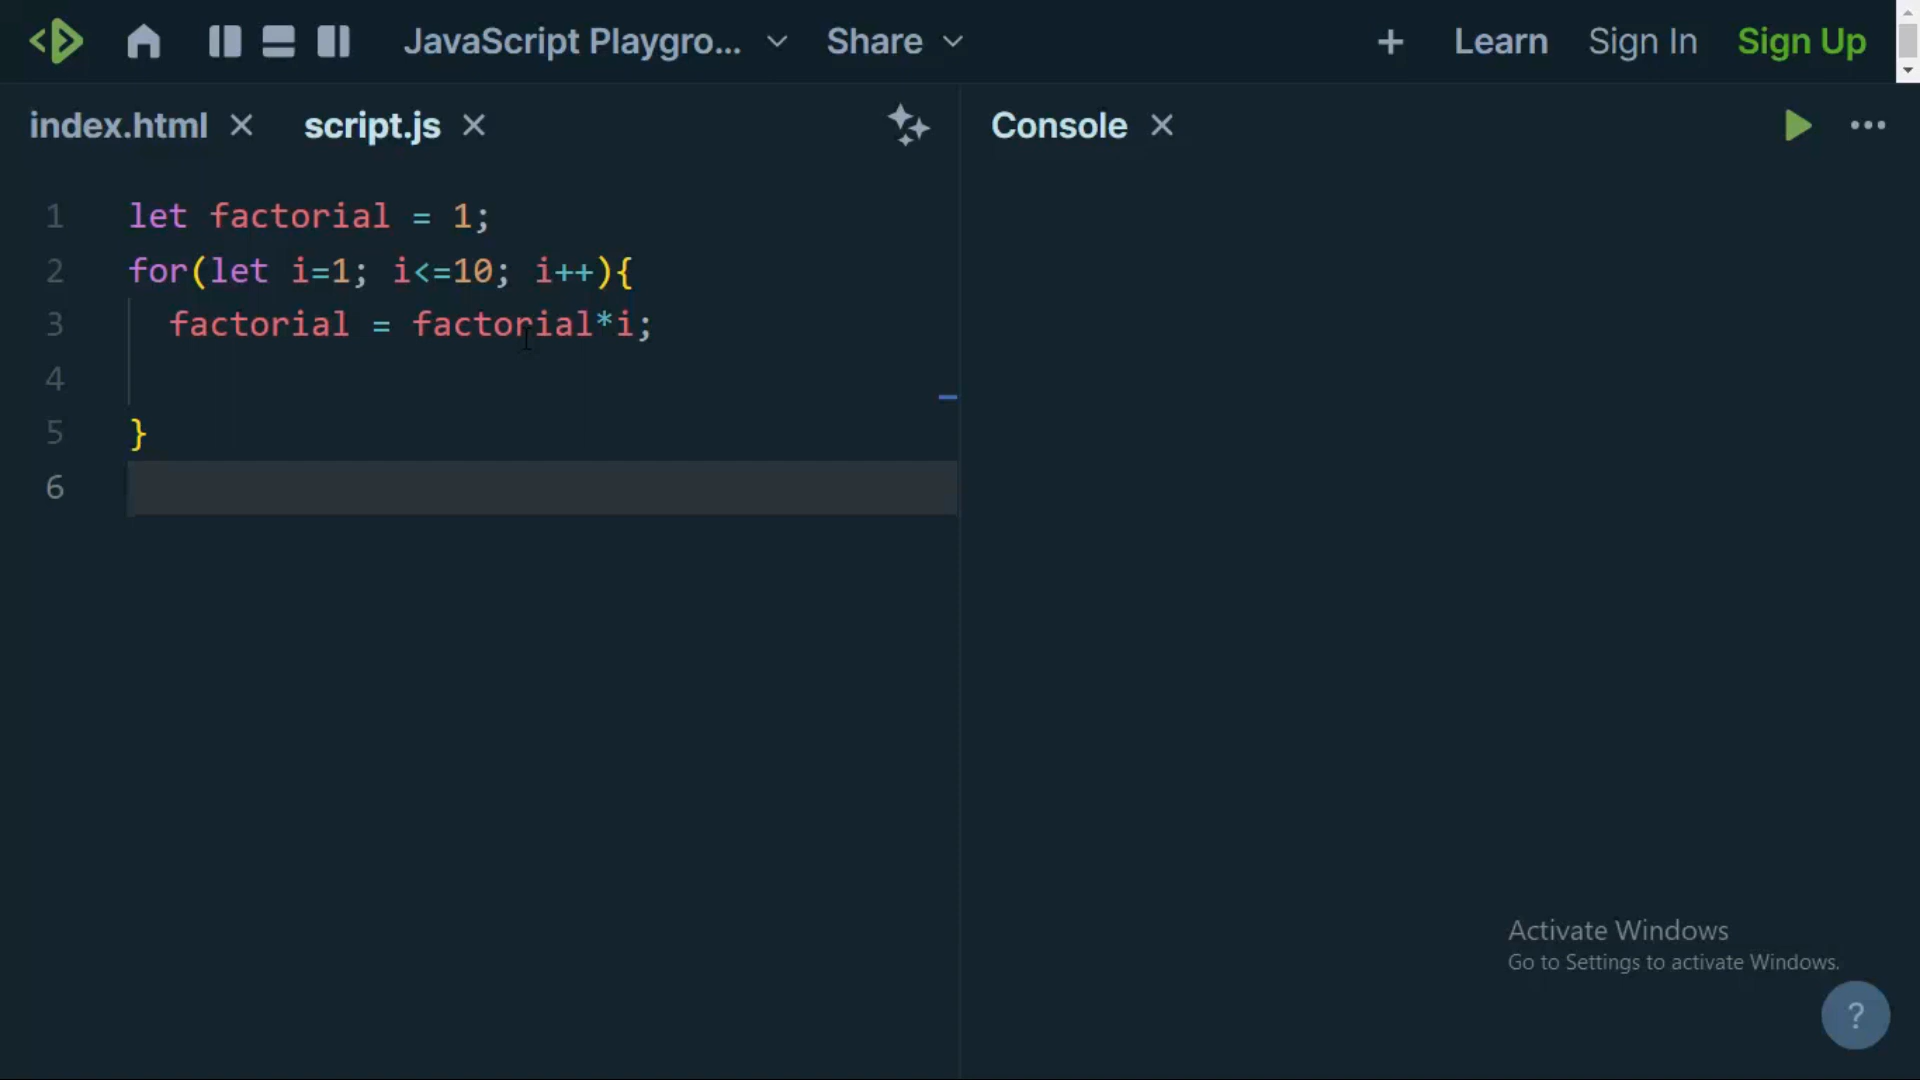 JavaScript Playgro... Share + Learn Sign In Sign Up
index.html × script.js × Console ×
1 let factorial = 1;
2 for(let i=1; i<=10; i++){
3 factorial = factorial*i;
4
5 }
6
Activate Windows
Go to Settings to activate Windows.
?